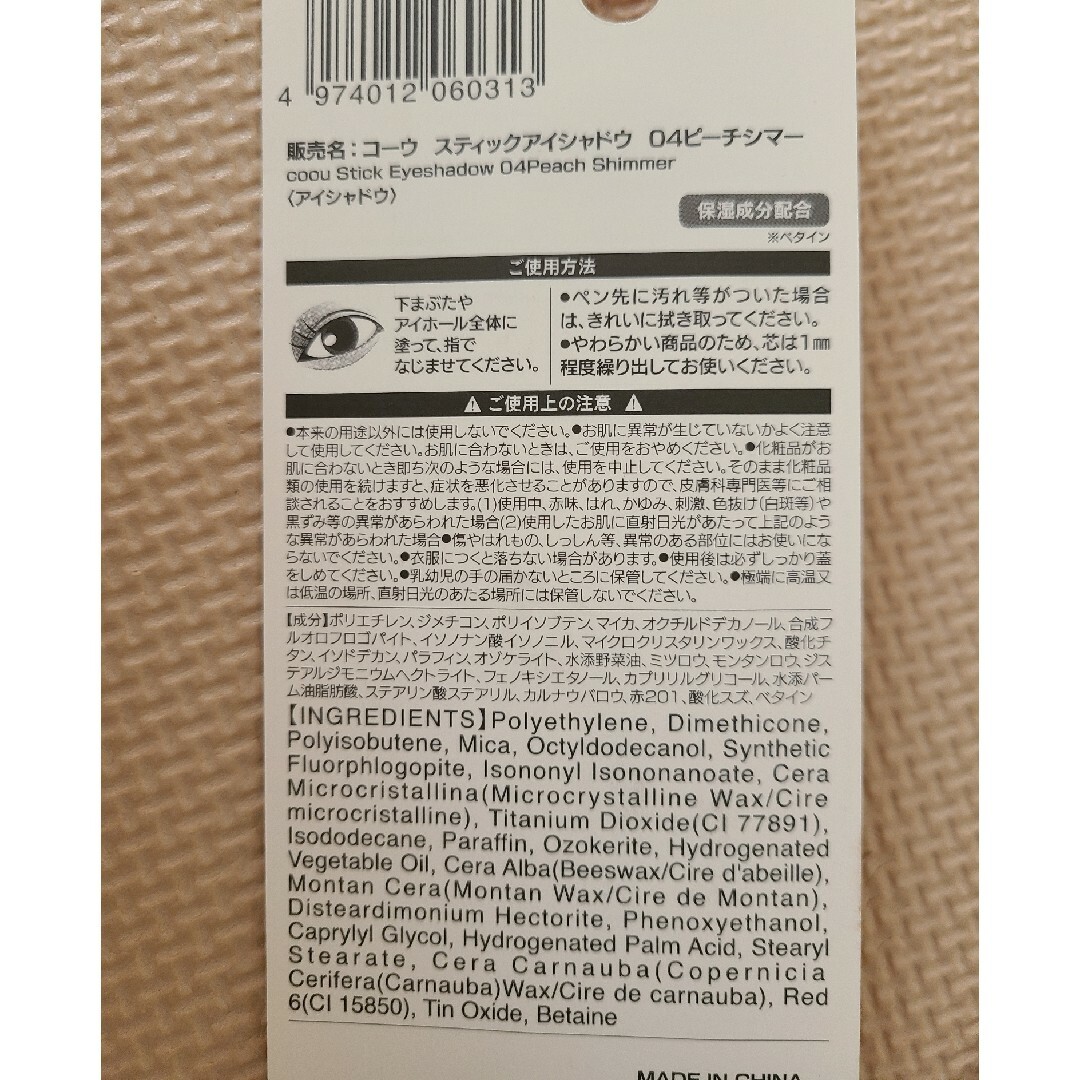 4 974012 060313
販売名：コーウ スティックアイシャドウ 04ピーチシマー
coou Stick Eyeshadow 04Peach Shimmer
〈アイシャドウ〉
保湿成分配合
※ベタイン
ご使用方法
下まぶたや
アイホール全体に
塗って、指で
なじませてください。
●ペン先に汚れ等がついた場合
は、きれいに拭き取ってください。
●やわらかい商品のため、芯は1㎜
程度繰り出してお使いください。
⚠ ご使用上の注意 ⚠
●本来の用途以外には使用しないでください。●お肌に異常が生じていないかよく注意
して使用してください。お肌に合わないときは、ご使用をおやめください。●化粧品がお
肌に合わないとき即ち次のような場合には、使用を中止してください。そのまま化粧品
類の使用を続けますと、症状を悪化させることがありますので、皮膚科専門医等にご相
談されることをおすすめします。(1)使用中、赤味、はれ、かゆみ、刺激、色抜け(白斑等)や
黒ずみ等の異常があらわれた場合(2)使用したお肌に直射日光があたって上記のよう
な異常があらわれた場合●傷やはれもの、しっしん等、異常のある部位にはお使いにな
らないでください。●衣服につくと落ちない場合があります。●使用後は必ずしっかり蓋
をしめてください。●乳幼児の手の届かないところに保管してください。●極端に高温又
は低温の場所、直射日光のあたる場所には保管しないでください。
【成分】ポリエチレン、ジメチコン、ポリイソブテン、マイカ、オクチルドデカノール、合成フ
ルオロフロゴパイト、イソノナン酸イソノニル、マイクロクリスタリンワックス、酸化チ
タン、イソドデカン、パラフィン、オゾケライト、水添野菜油、ミツロウ、モンタンロウ、ジス
テアルジモニウムヘクトライト、フェノキシエタノール、カプリリルグリコール、水添パー
ム油脂肪酸、ステアリン酸ステアリル、カルナウバロウ、赤201、酸化スズ、ベタイン
【INGREDIENTS】Polyethylene, Dimethicone,
Polyisobutene, Mica, Octyldodecanol, Synthetic
Fluorphlogopite, Isononyl Isononanoate, Cera
Microcristallina(Microcrystalline Wax/Cire
microcristalline), Titanium Dioxide(CI 77891),
Isododecane, Paraffin, Ozokerite, Hydrogenated
Vegetable Oil, Cera Alba(Beeswax/Cire d'abeille),
Montan Cera(Montan Wax/Cire de Montan),
Disteardimonium Hectorite, Phenoxyethanol,
Caprylyl Glycol, Hydrogenated Palm Acid, Stearyl
Stearate, Cera Carnauba(Copernicia
Cerifera(Carnauba)Wax/Cire de carnauba), Red
6(CI 15850), Tin Oxide, Betaine
MADE IN CHINA